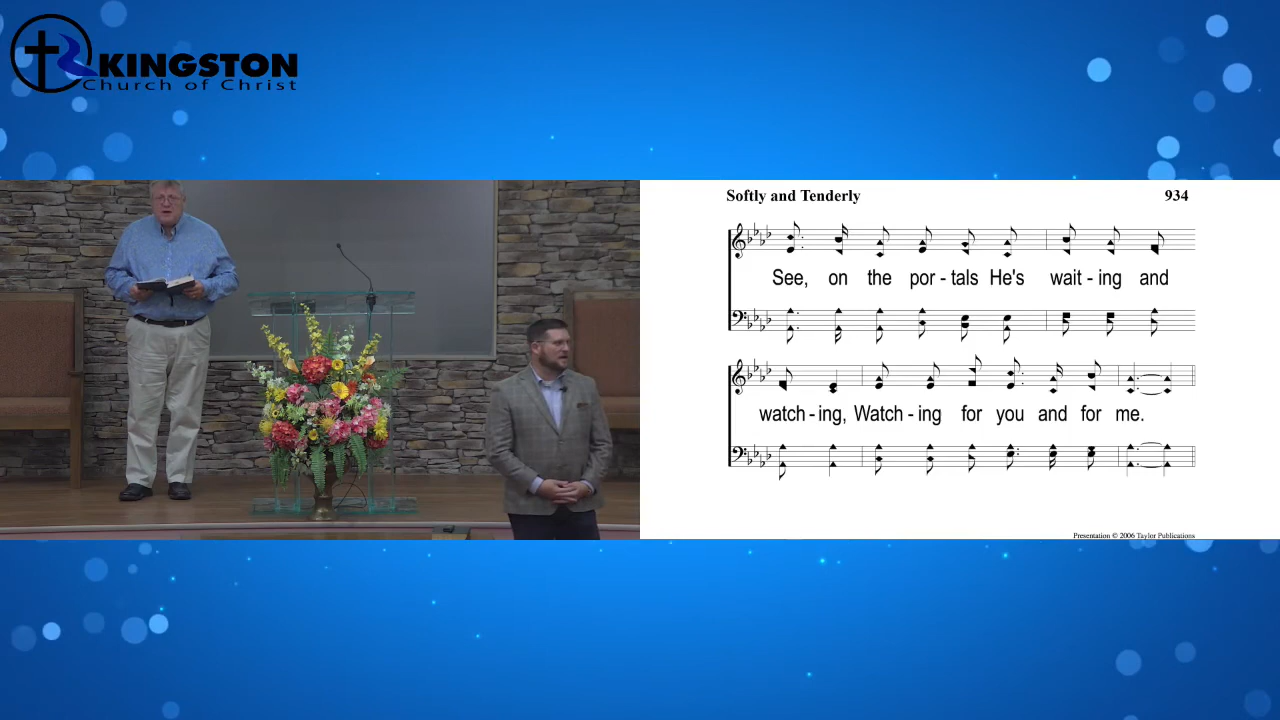 KINGSTON
Church of Christ
Softly and Tenderly 934
See, on the por - tals He's wait - ing and
watch - ing, Watch - ing for you and for me.
Presentation © 2006 Taylor Publications